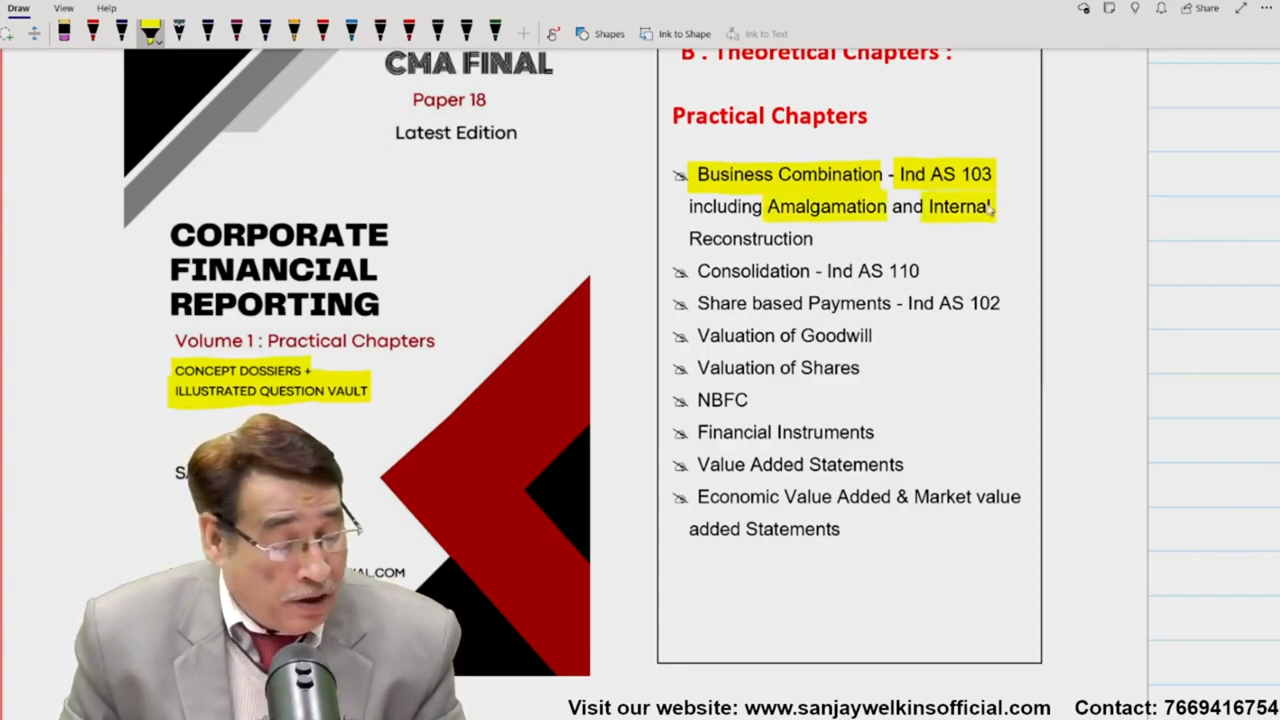 Draw View Help
Share
Shapes Ink to Shape Ink to Text
CMA FINAL
Paper 18
Latest Edition
CORPORATE
FINANCIAL
REPORTING
Volume 1 : Practical Chapters
CONCEPT DOSSIERS +
ILLUSTRATED QUESTION VAULT
B : Theoretical Chapters :
Practical Chapters
Business Combination - Ind AS 103
including Amalgamation and Internal
Reconstruction
Consolidation - Ind AS 110
Share based Payments - Ind AS 102
Valuation of Goodwill
Valuation of Shares
NBFC
Financial Instruments
Value Added Statements
Economic Value Added & Market value
added Statements
Visit our website: www.sanjaywelkinsofficial.com Contact: 7669416754